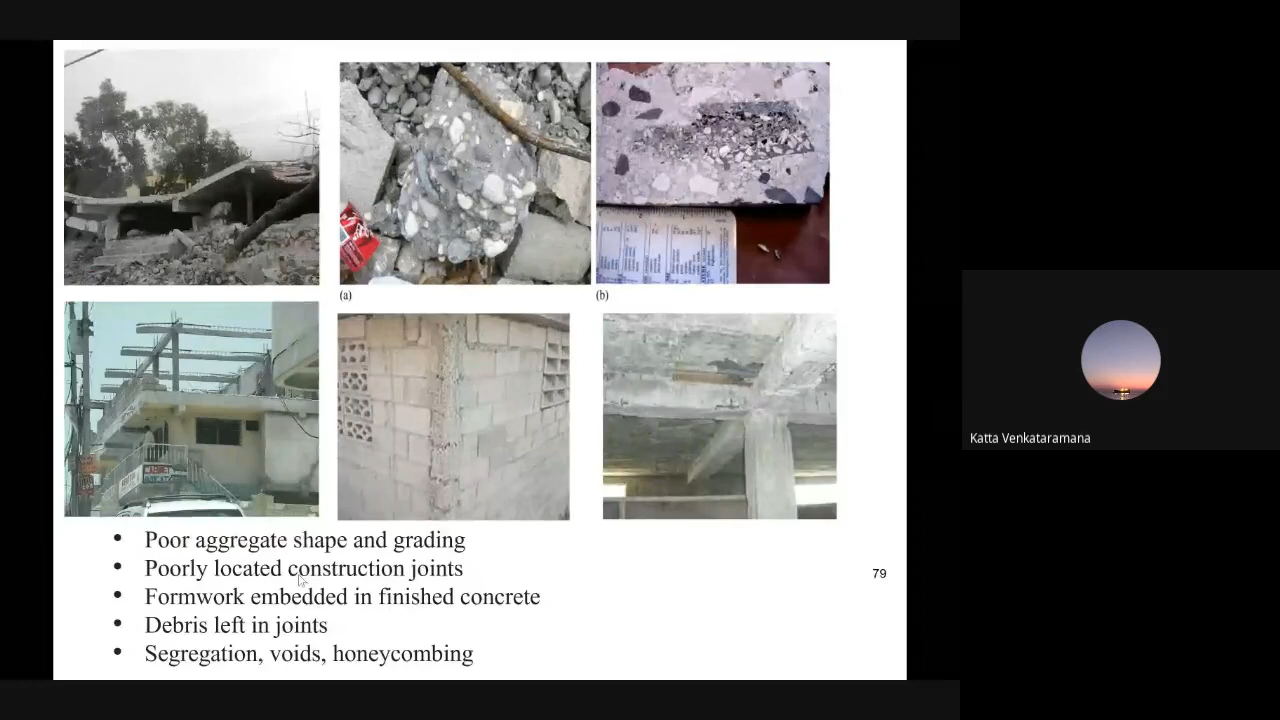 (a)
(b)
• Poor aggregate shape and grading
• Poorly located construction joints
• Formwork embedded in finished concrete
• Debris left in joints
• Segregation, voids, honeycombing
79
Katta Venkataramana